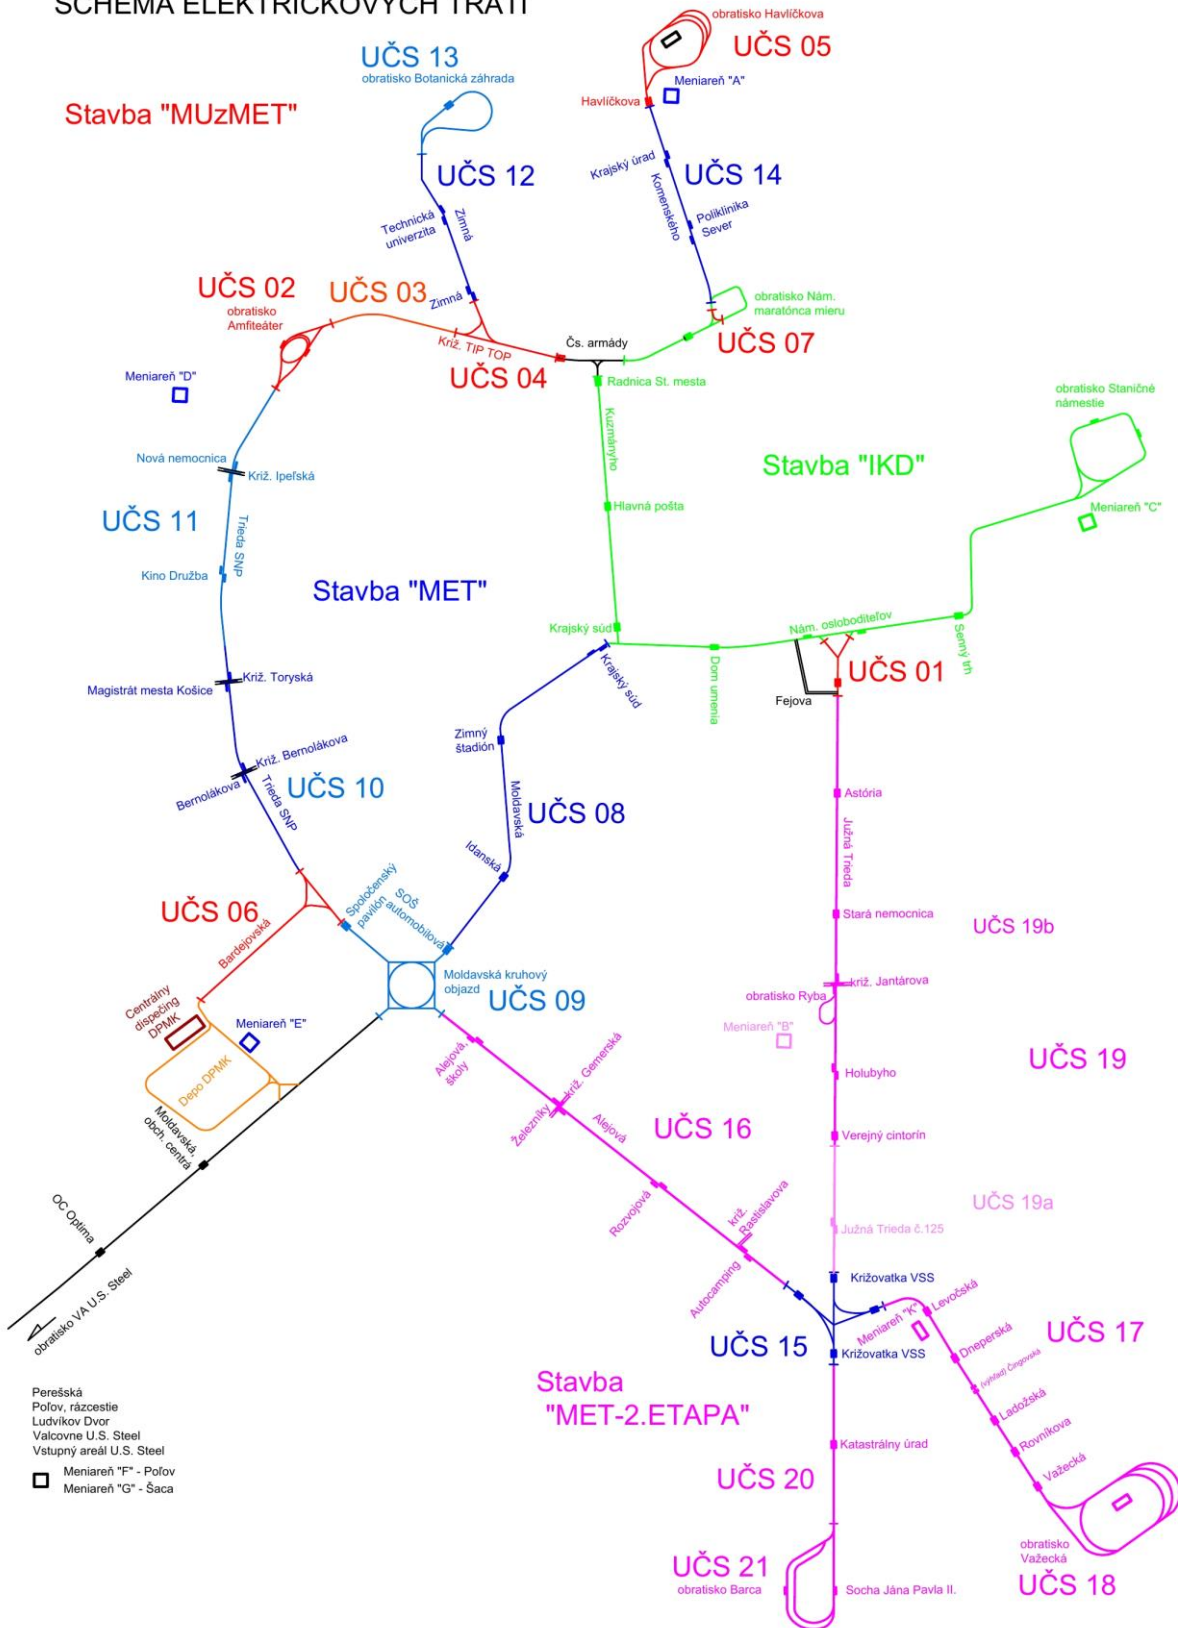 SCHÉMA ELEKTRIČKOVÝCH TRATÍ
obratisko Havlíčkova
UČS 05
UČS 13
obratisko Botanická záhrada
Stavba "MUzMET"
Meniareň "A"
Havlíčkova
UČS 12
Krajský úrad
UČS 14
Komenského
Technická
univerzita
Zimná
Poliklinika
Sever
UČS 02
obratisko
Amfiteáter
UČS 03
Zimná
obratisko Nám.
maratónca mieru
Križ. TIP TOP
Čs. armády
UČS 07
UČS 04
Meniareň "D"
Radnica St. mesta
obratisko Staničné
námestie
Kuzmányho
Nová nemocnica
Križ. Ipeľská
Stavba "IKD"
Hlavná pošta
Meniareň "C"
UČS 11
Trieda SNP
Kino Družba
Stavba "MET"
Krajský súd
Nám. osloboditeľov
Senný trh
Krajský súd
Dom umenia
UČS 01
Fejova
Magistrát mesta Košice
Križ. Toryská
Zimný
štadión
Križ. Bernolákova
Bernolákova
Trieda SNP
UČS 10
Moldavská
UČS 08
Astória
Južná Trieda
Idanská
UČS 06
Bardejovská
Spoločenský
pavilón
SOŠ
automobilová
Stará nemocnica
UČS 19b
Moldavská kruhový
objazd
UČS 09
križ. Jantárova
obratisko Ryba
Centrálny
dispečing
DPMK
Meniareň "E"
Meniareň "B"
Alejová,
školy
križ. Gemerská
Železníky
Alejová
UČS 19
Holubyho
Depo DPMK
Moldavská,
obch. centrá
UČS 16
Verejný cintorín
Rozvojová
križ.
Rastislavova
UČS 19a
Južná Trieda č.125
OC Optima
Autocamping
obratisko VA U.S. Steel
Križovatka VSS
Meniareň "K"
Levočská
UČS 15
Križovatka VSS
Dneperská
UČS 17
(výhľad) Čingovská
Stavba
"MET-2.ETAPA"
Ladožská
Rovníkova
Perešská
Poľov, rázcestie
Ludvíkov Dvor
Valcovne U.S. Steel
Vstupný areál U.S. Steel
Meniareň "F" - Poľov
Meniareň "G" - Šaca
Katastrálny úrad
Važecká
UČS 20
obratisko
Važecká
UČS 21
obratisko Barca
Socha Jána Pavla II.
UČS 18